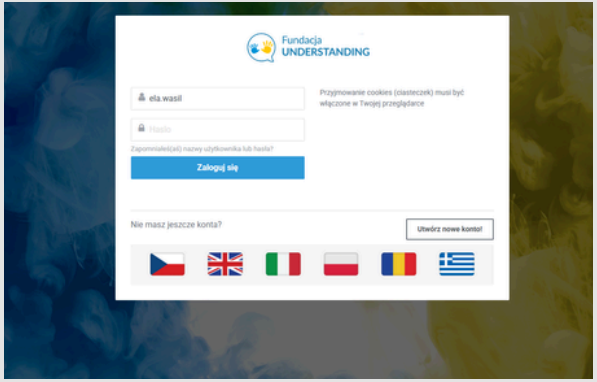 Fundacja
UNDERSTANDING
ela.wasil
Przyjmowanie cookies (ciasteczek) musi być
włączone w Twojej przeglądarce
Hasło
Zapomniałeś(aś) nazwy użytkownika lub hasła?
Zaloguj się
Nie masz jeszcze konta?
Utwórz nowe konto!